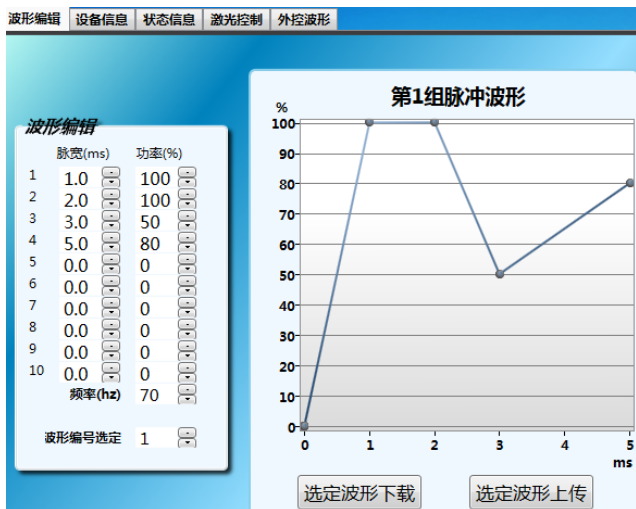 波形编辑 设备信息 状态信息 激光控制 外控波形
波形编辑
脉宽(ms) 功率(%)
1 1.0 100
2 2.0 100
3 3.0 50
4 5.0 80
5 0.0 0
6 0.0 0
7 0.0 0
8 0.0 0
9 0.0 0
10 0.0 0
频率(hz) 70
波形编号选定 1
第1组脉冲波形
%
100
90
80
70
60
50
40
30
20
10
0
0 1 2 3 4 5
ms
选定波形下载 选定波形上传